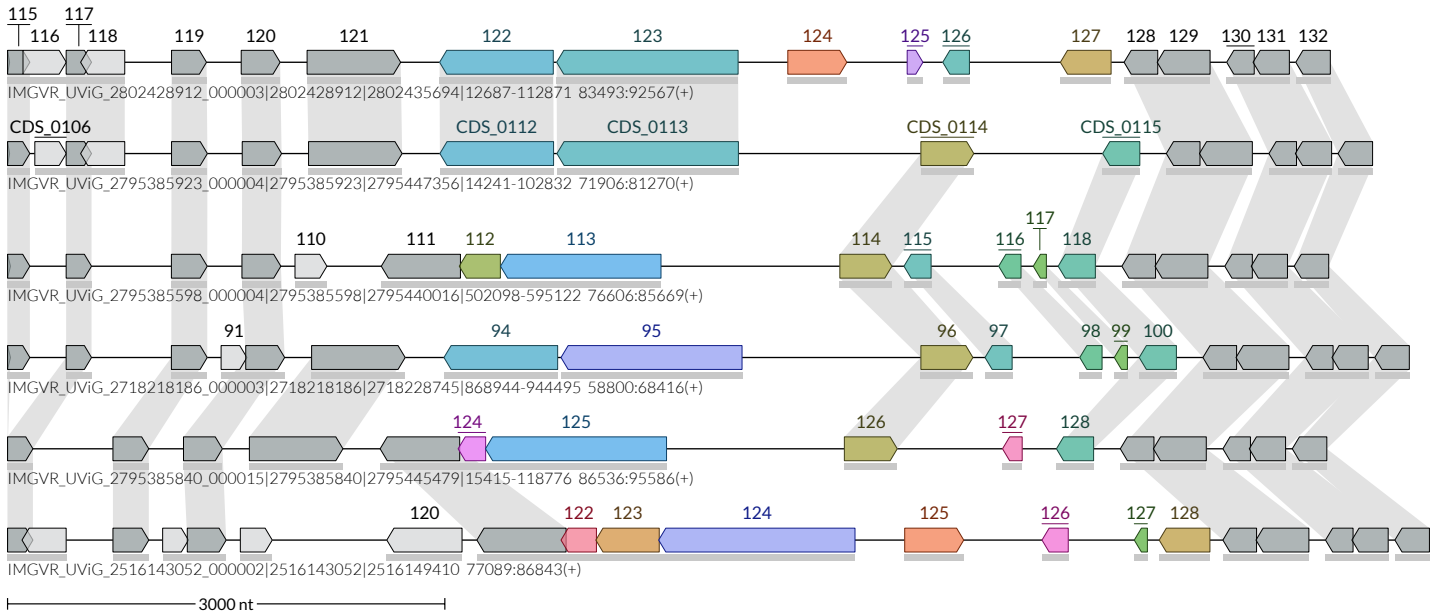 115 117
116 118 119 120 121 122 123 124 125 126 127 128 129 130 131 132
IMGVR_UViG_2802428912_000003|2802428912|2802435694|12687-112871 83493:92567(+)
CDS_0106 CDS_0112 CDS_0113 CDS_0114 CDS_0115
IMGVR_UViG_2795385923_000004|2795385923|2795447356|14241-102832 71906:81270(+)
117
110 111 112 113 114 115 116 118
IMGVR_UViG_2795385598_000004|2795385598|2795440016|502098-595122 76606:85669(+)
91 94 95 96 97 98 99 100
IMGVR_UViG_2718218186_000003|2718218186|2718228745|868944-944495 58800:68416(+)
124 125 126 127 128
IMGVR_UViG_2795385840_000015|2795385840|2795445479|15415-118776 86536:95586(+)
120 122 123 124 125 126 127 128
IMGVR_UViG_2516143052_000002|2516143052|2516149410 77089:86843(+)
3000 nt